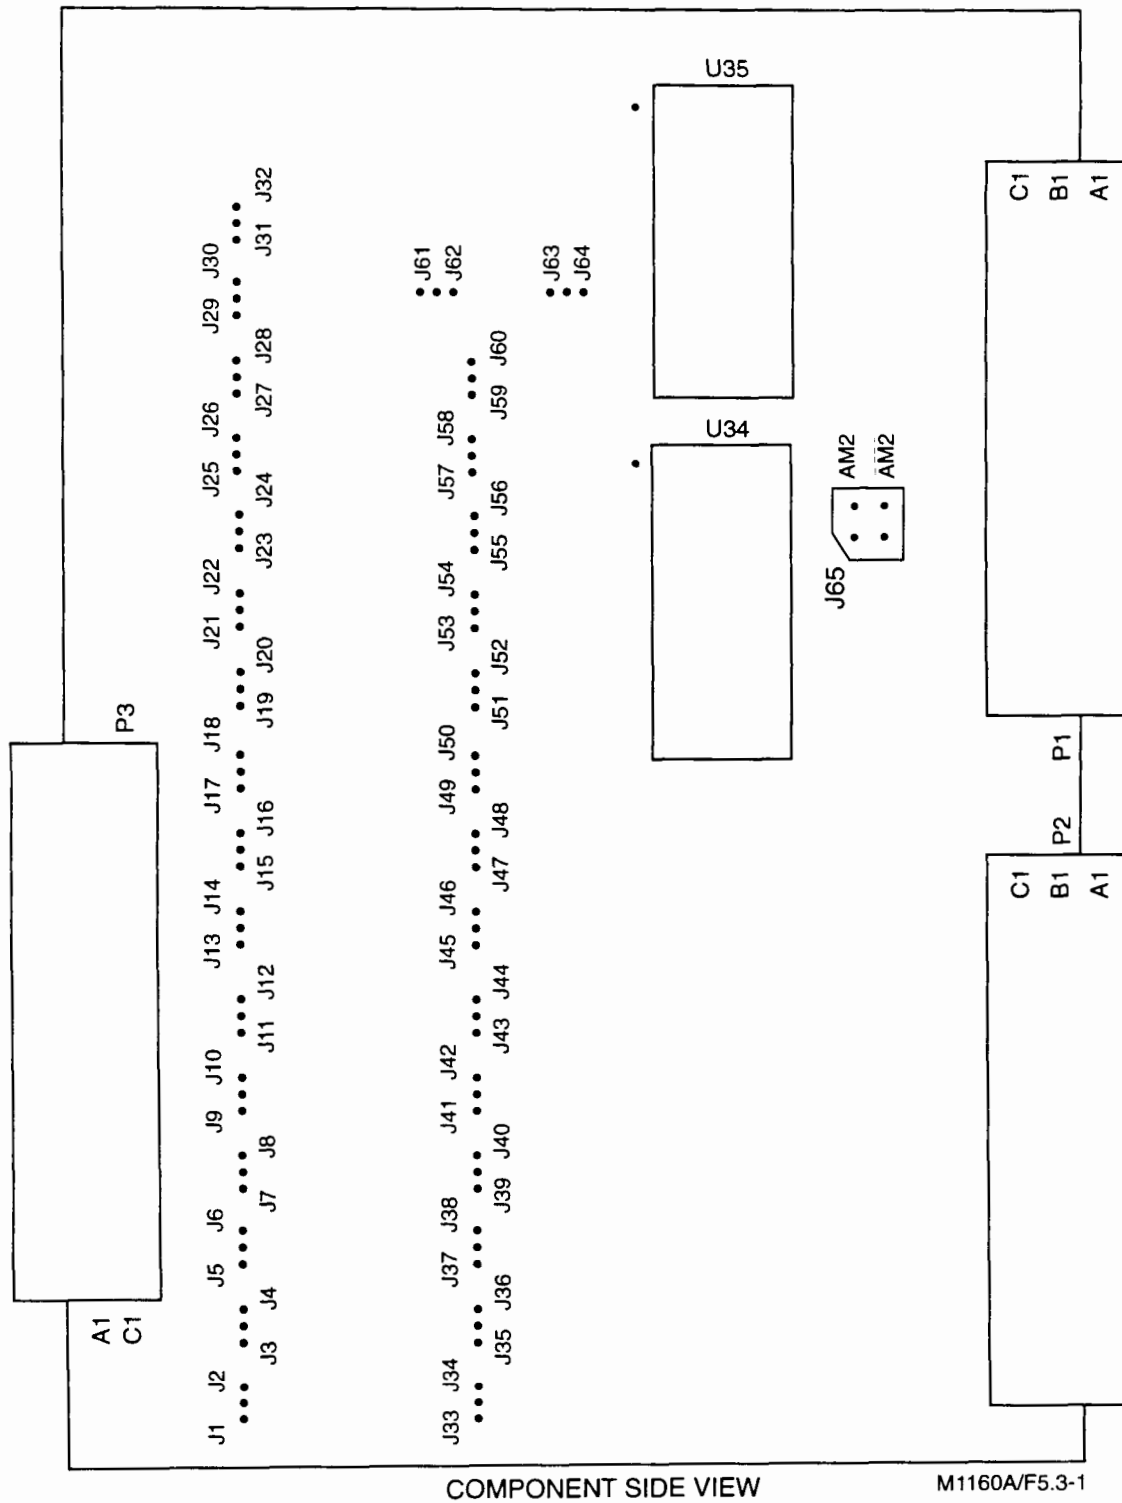 U35
C1
B1
A1
J32
J31
J30
J29
J28
J27
J26
J25
J24
J23
J22
J21
J20
J19
J18
J17
J16
J15
J14
J13
J12
J11
J10
J9
J8
J7
J6
J5
J4
J3
J2
J1
J61
J62
J63
J64
J60
J59
J58
J57
J56
J55
J54
J53
J52
J51
J50
J49
J48
J47
J46
J45
J44
J43
J42
J41
J40
J39
J38
J37
J36
J35
J34
J33
U34
AM2
AM2
J65
P3
P1
P2
C1
B1
A1
A1
C1
COMPONENT SIDE VIEW
M1160A/F5.3-1